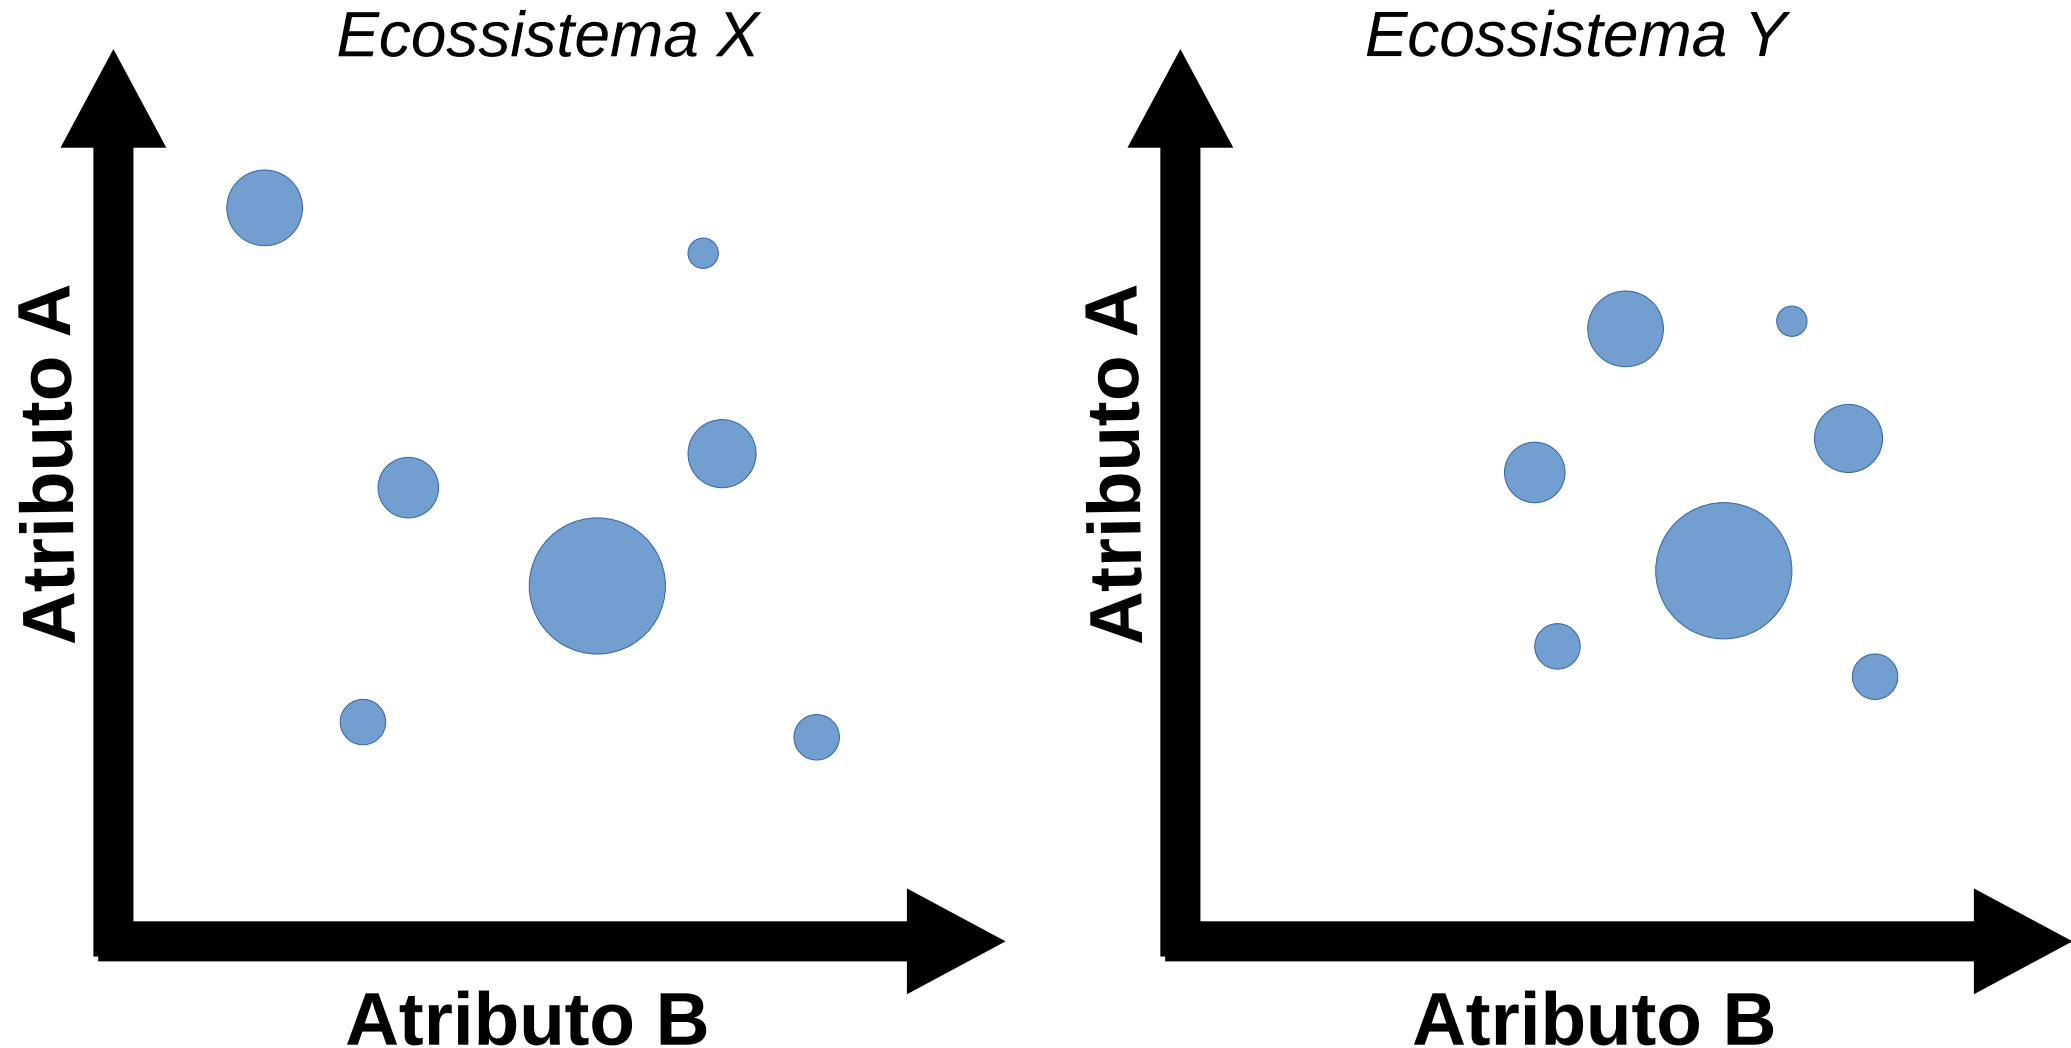 Ecossistema X
Atributo A
Atributo B
Ecossistema Y
Atributo A
Atributo B